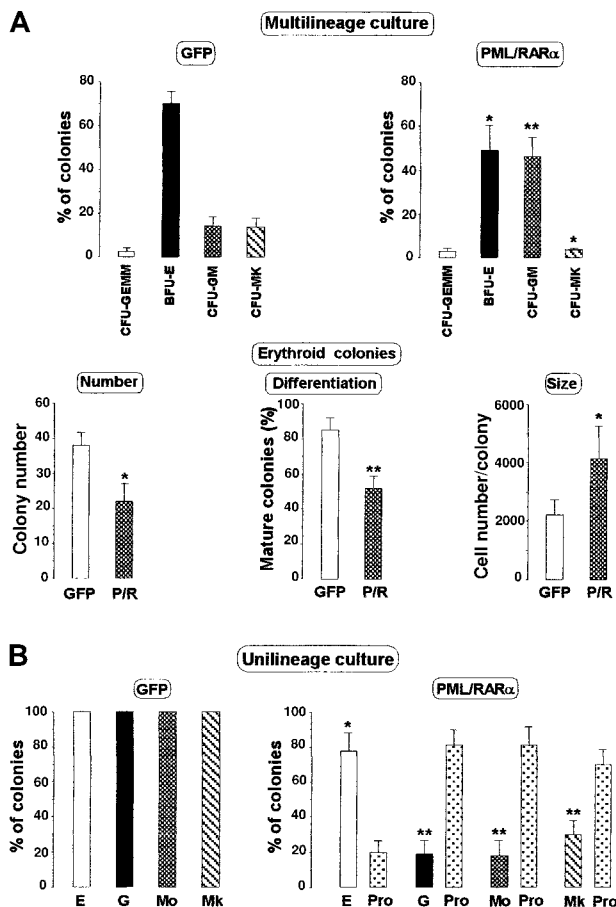 A
Multilineage culture
GFP
PML/RARα
% of colonies
80
60
40
20
0
CFU-GEMM
BFU-E
CFU-GM
CFU-MK
% of colonies
80
60
40
20
0
*
**
*
CFU-GEMM
BFU-E
CFU-GM
CFU-MK
Erythroid colonies
Number
Differentiation
Size
Colony number
60
40
30
20
10
0
*
GFP P/R
Mature colonies (%)
100
80
60
40
20
0
**
GFP P/R
Cell number/colony
6000
4000
2000
0
*
GFP P/R
B
Unilineage culture
GFP
PML/RARα
% of colonies
100
80
60
40
20
0
E G Mo Mk
% of colonies
100
80
60
40
20
0
*
**
**
**
E Pro G Pro Mo Pro Mk Pro